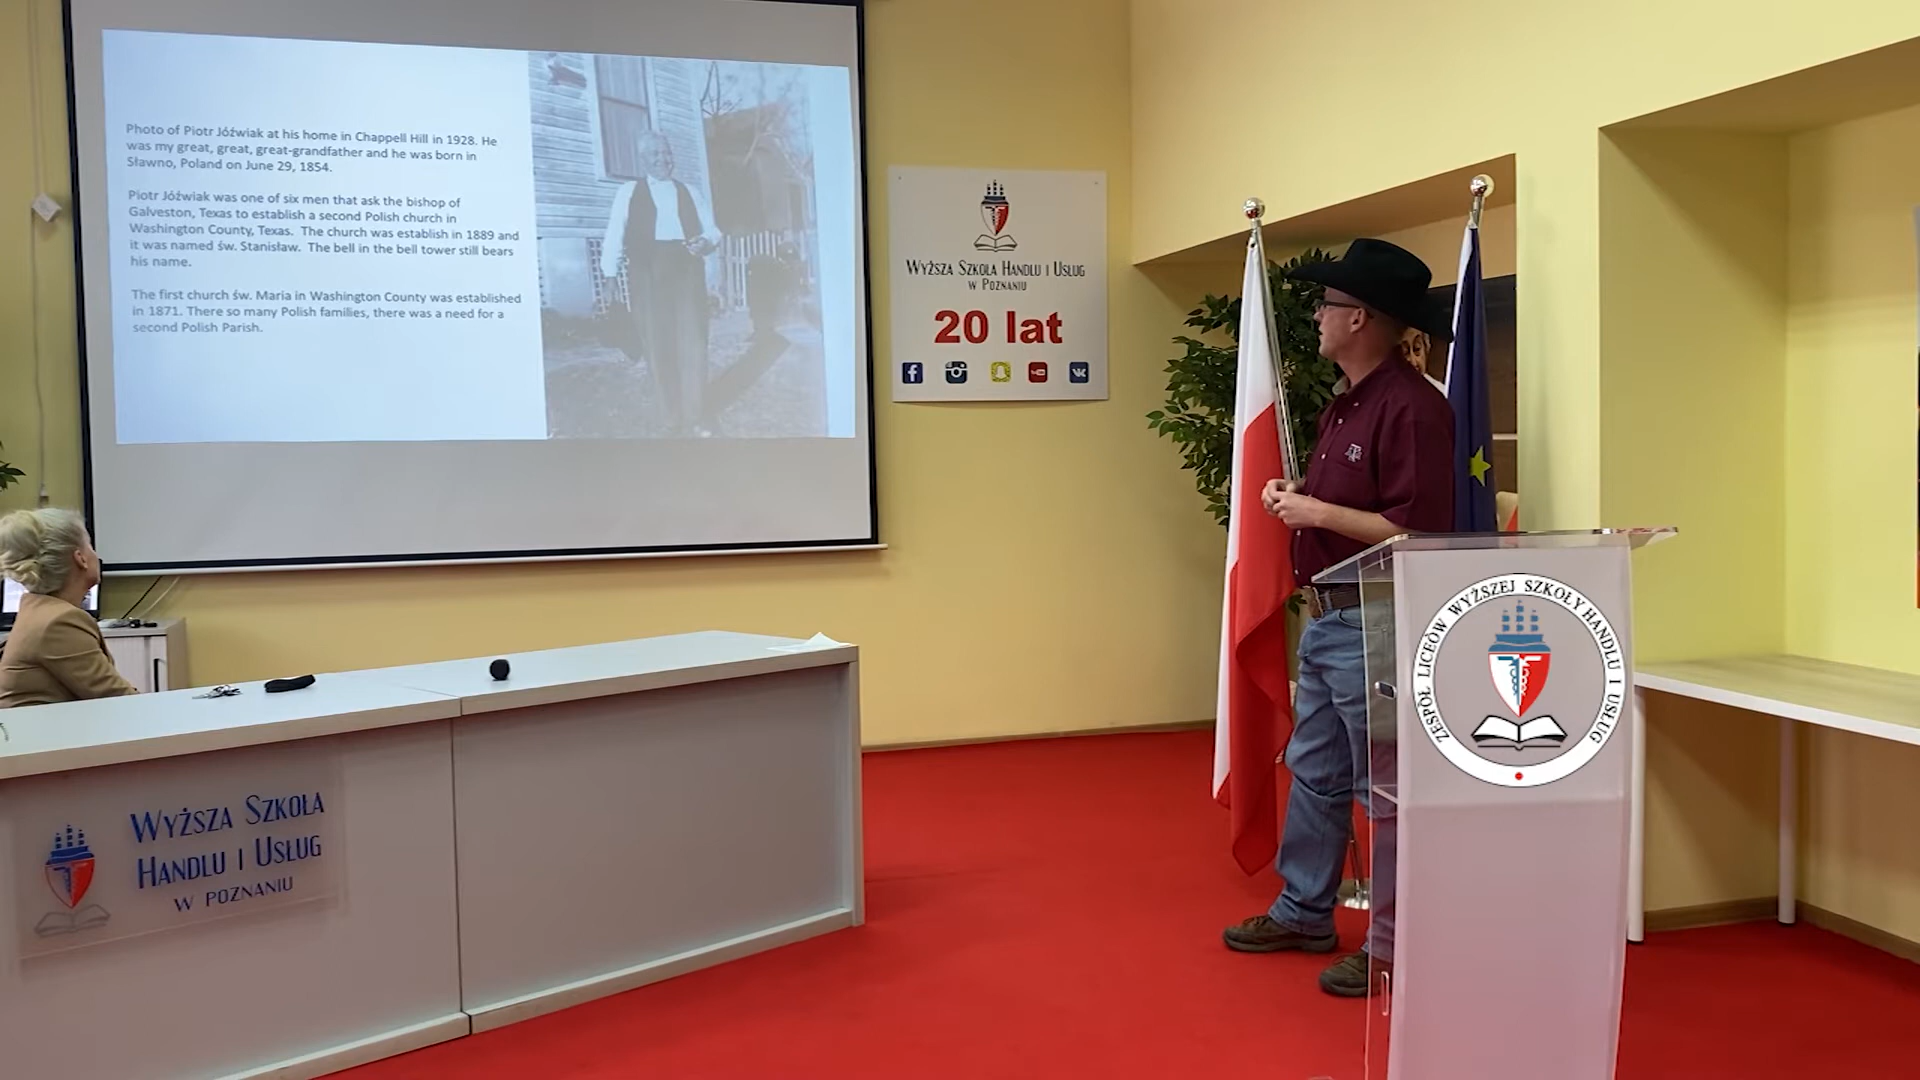 Photo of Piotr Jóźwiak at his home in Chappell Hill in 1928. He
was my great, great, great-grandfather and he was born in
Sławno, Poland on June 29, 1854.
Piotr Jóźwiak was one of six men that ask the bishop of
Galveston, Texas to establish a second Polish church in
Washington County, Texas. The church was establish in 1889 and
it was named św. Stanisław. The bell in the bell tower still bears
his name.
The first church św. Maria in Washington County was established
in 1871. There so many Polish families, there was a need for a
second Polish Parish.
WYŻSZA SZKOŁA HANDLU I USŁUG
W POZNANIU
20 lat
ATM
ZESPÓŁ LICEÓW WYŻSZEJ SZKOŁY HANDLU I USŁUG
WYŻSZA SZKOŁA
HANDLU I USŁUG
W POZNANIU